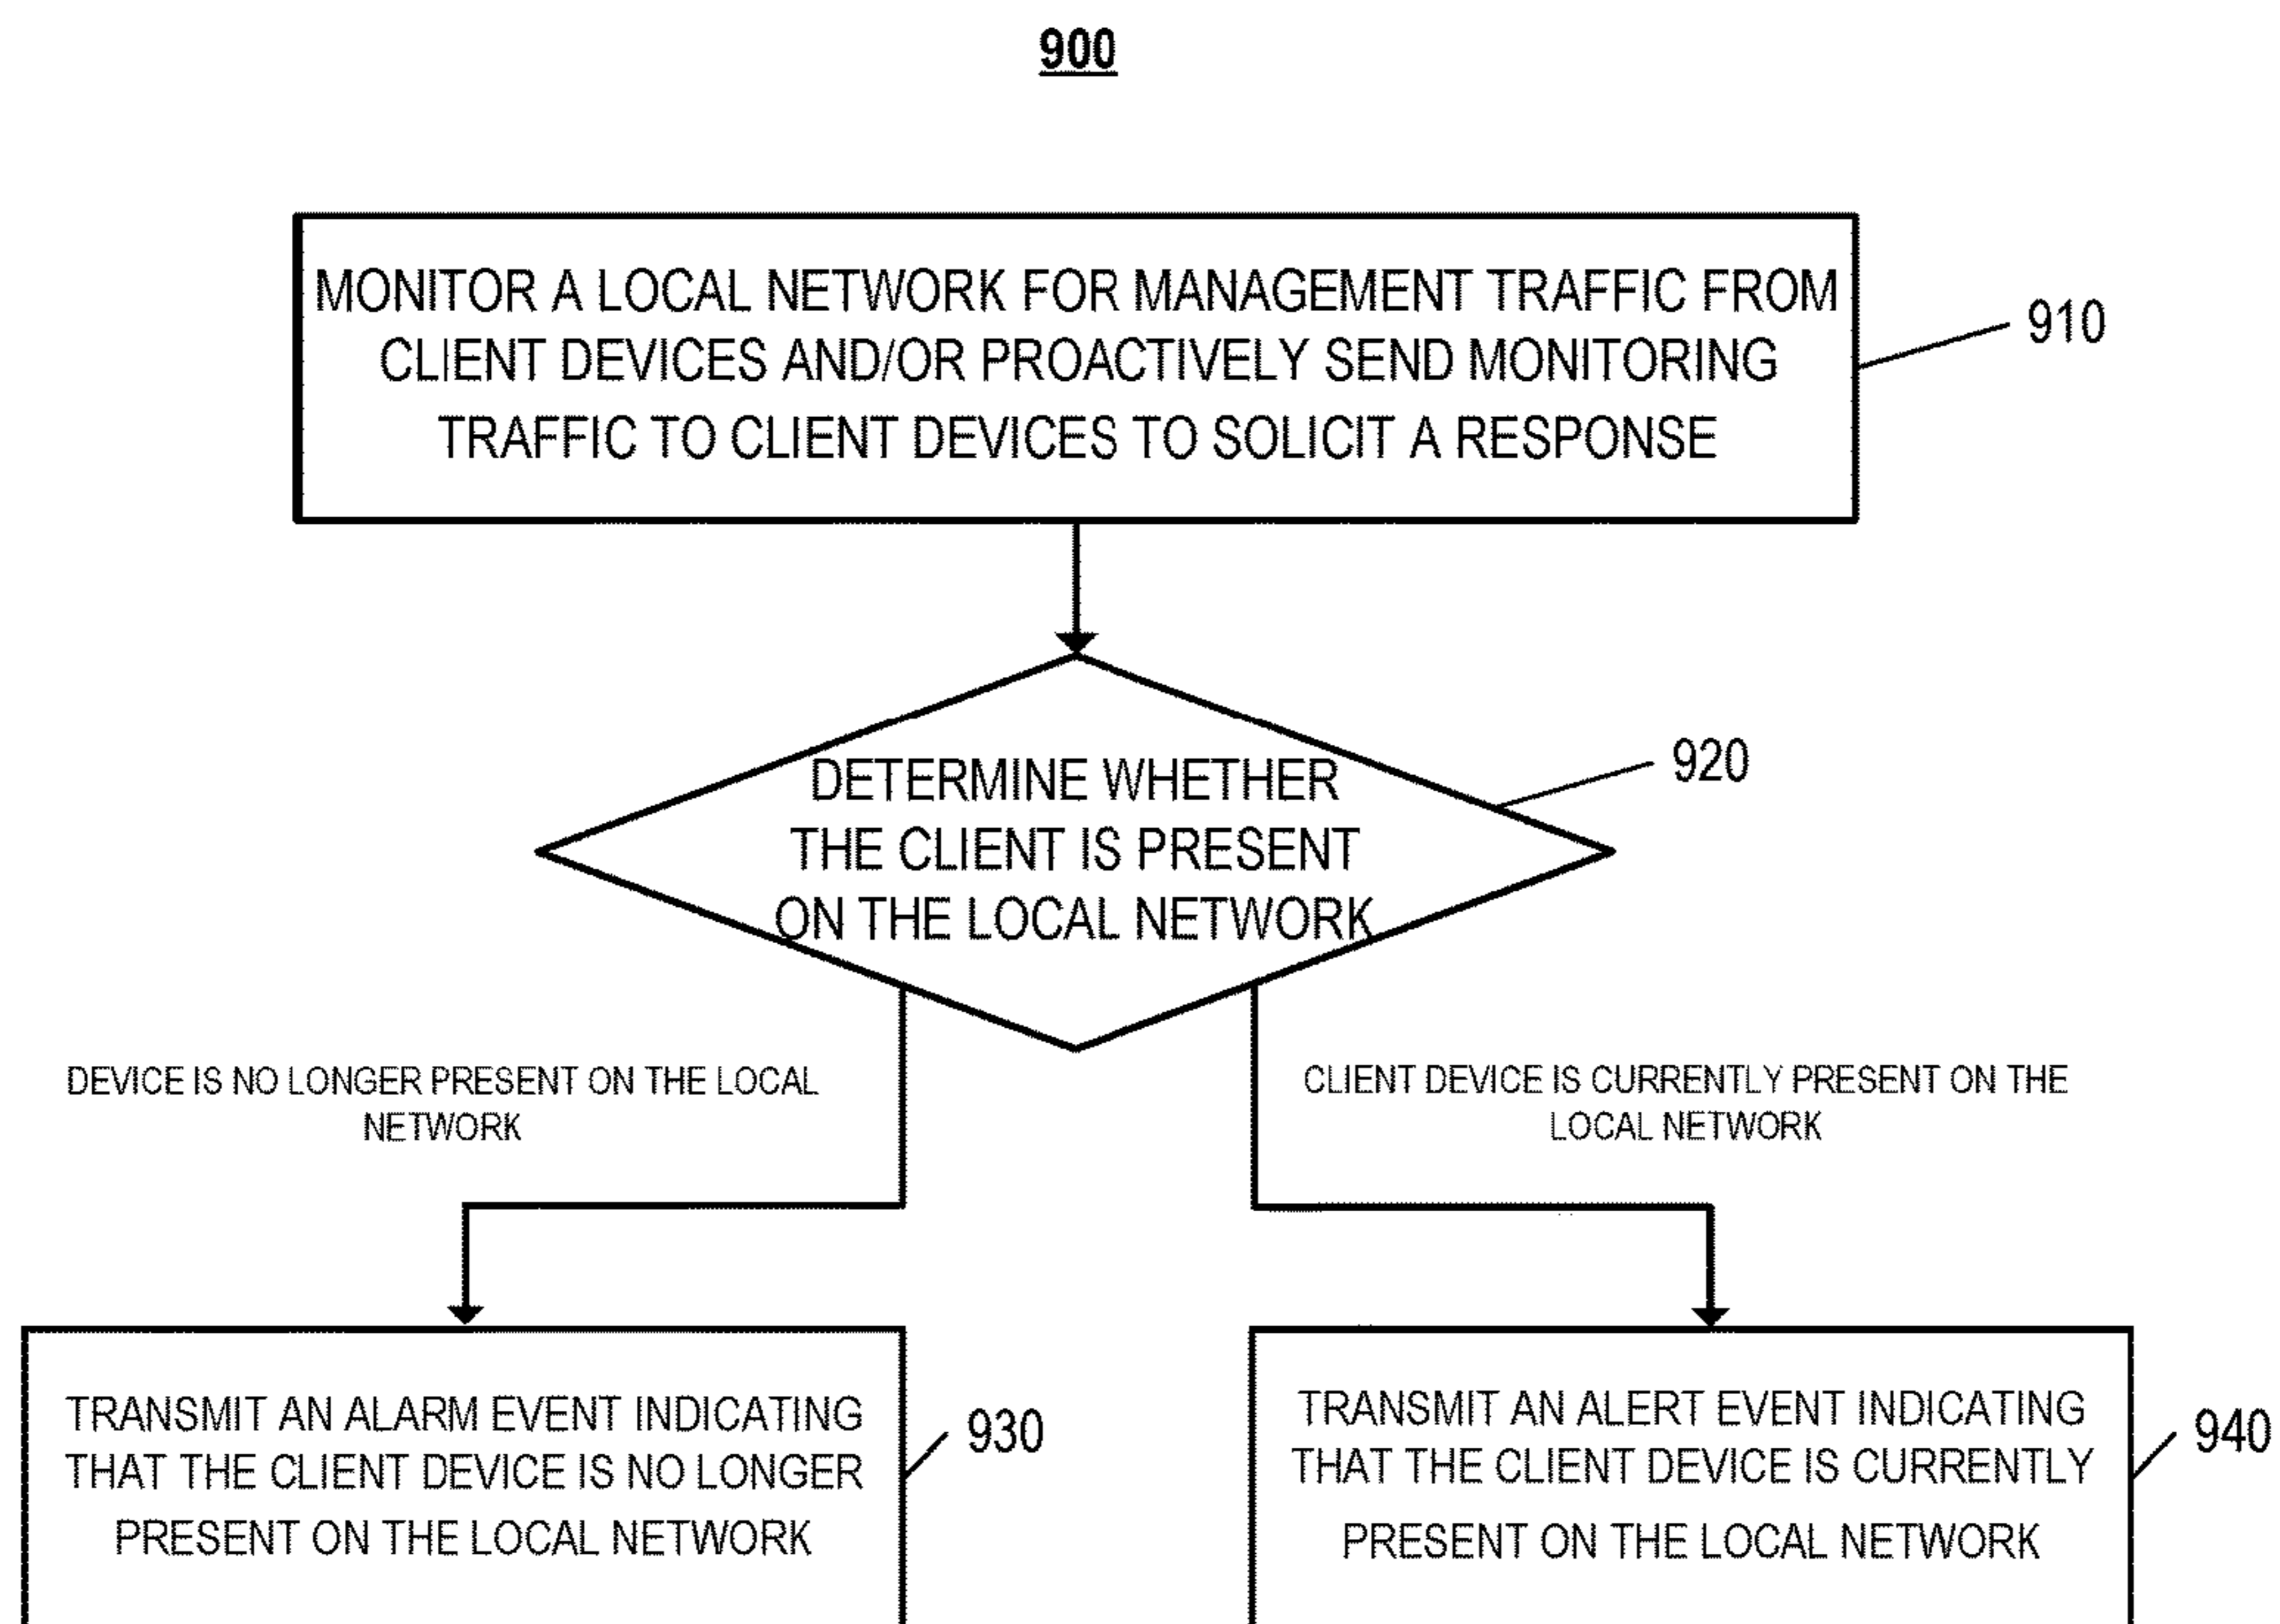 900
MONITOR A LOCAL NETWORK FOR MANAGEMENT TRAFFIC FROM
CLIENT DEVICES AND/OR PROACTIVELY SEND MONITORING
TRAFFIC TO CLIENT DEVICES TO SOLICIT A RESPONSE
910
DETERMINE WHETHER
THE CLIENT IS PRESENT
ON THE LOCAL NETWORK
920
DEVICE IS NO LONGER PRESENT ON THE LOCAL
NETWORK
CLIENT DEVICE IS CURRENTLY PRESENT ON THE
LOCAL NETWORK
TRANSMIT AN ALARM EVENT INDICATING
THAT THE CLIENT DEVICE IS NO LONGER
PRESENT ON THE LOCAL NETWORK
930
TRANSMIT AN ALERT EVENT INDICATING
THAT THE CLIENT DEVICE IS CURRENTLY
PRESENT ON THE LOCAL NETWORK
940